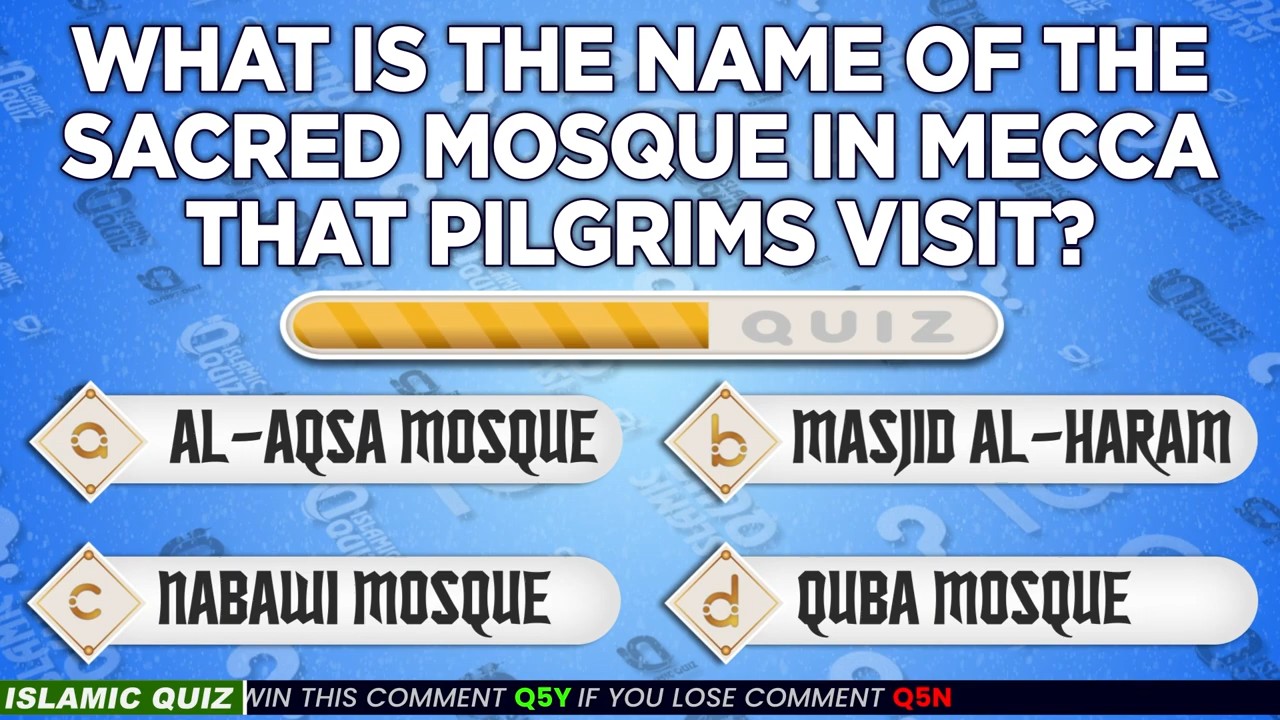 WHAT IS THE NAME OF THE
SACRED MOSQUE IN MECCA
THAT PILGRIMS VISIT?
QUIZ
a AL-AQSA MOSQUE
b MASJID AL-HARAM
c NABAWI MOSQUE
d QUBA MOSQUE
ISLAMIC QUIZ WIN THIS COMMENT Q5Y IF YOU LOSE COMMENT Q5N